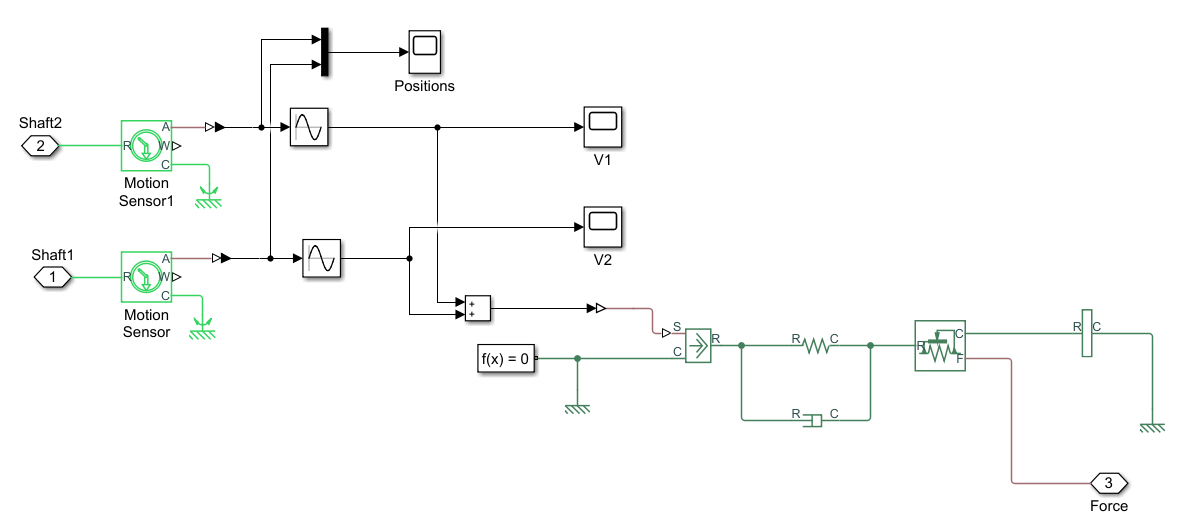 Positions
Shaft2
2
A
R
W
C
Motion
Sensor1
V1
Shaft1
1
A
R
W
C
Motion
Sensor
V2
+
+
f(x) = 0
S
C
R
R
C
R
C
R
C
F
R
C
3
Force